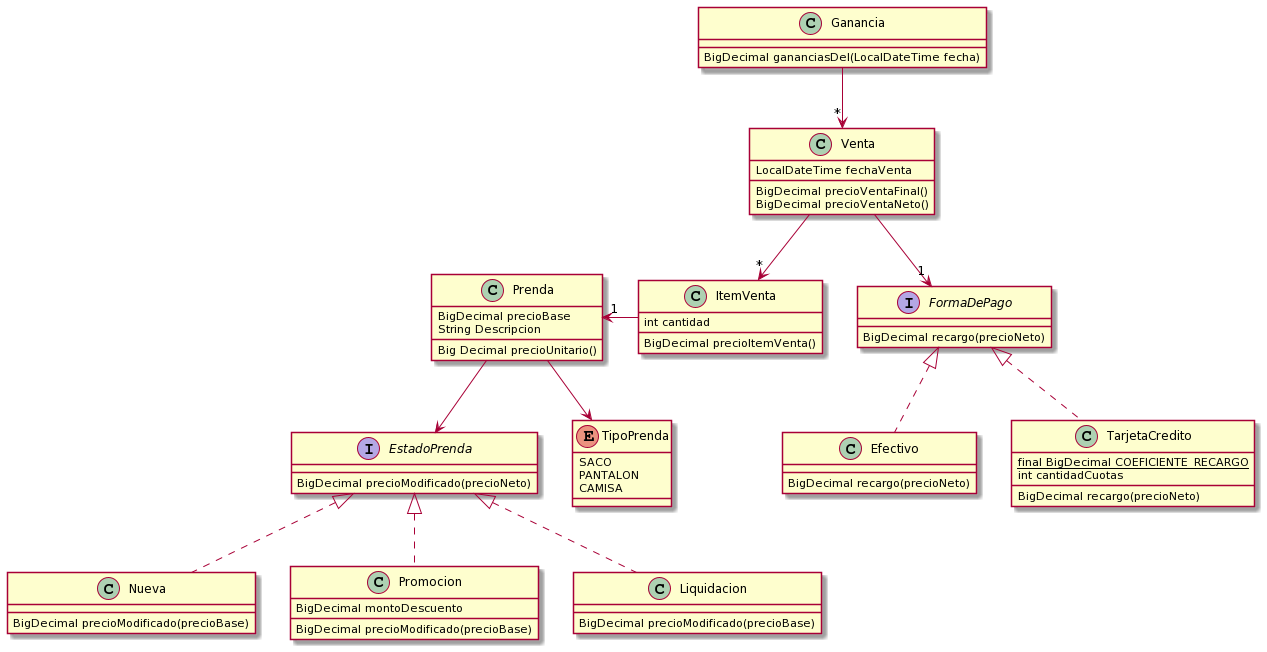 C Ganancia
BigDecimal gananciasDel(LocalDateTime fecha)
*
C Venta
LocalDateTime fechaVenta
BigDecimal precioVentaFinal()
BigDecimal precioVentaNeto()
*
1
C Prenda
BigDecimal precioBase
String Descripcion
Big Decimal precioUnitario()
1
C ItemVenta
int cantidad
BigDecimal precioItemVenta()
I FormaDePago
BigDecimal recargo(precioNeto)
I EstadoPrenda
BigDecimal precioModificado(precioNeto)
E TipoPrenda
SACO
PANTALON
CAMISA
C Efectivo
BigDecimal recargo(precioNeto)
C TarjetaCredito
final BigDecimal COEFICIENTE_RECARGO
int cantidadCuotas
BigDecimal recargo(precioNeto)
C Nueva
BigDecimal precioModificado(precioBase)
C Promocion
BigDecimal montoDescuento
BigDecimal precioModificado(precioBase)
C Liquidacion
BigDecimal precioModificado(precioBase)